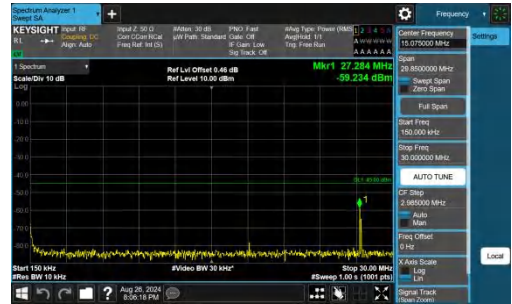 Spectrum Analyzer 1
Swept SA
Frequency
KEYSIGHT
Input: RF
Coupling: DC
Align: Auto
Input Z: 50 Ω
Corr CCorr RCal
Freq Ref: Int (S)
#Atten: 30 dB
µW Path: Standard
PNO: Fast
Gate: Off
IF Gain: Low
Sig Track: Off
#Avg Type: Power (RMS)
Avg|Hold: 1/1
Trig: Free Run
1 Spectrum
Scale/Div 10 dB
Log
Ref Lvl Offset 0.46 dB
Ref Level 10.00 dBm
Mkr1 27.284 MHz
-59.234 dBm
0.00
1
Start 150 kHz
#Res BW 10 kHz
#Video BW 30 kHz*
Stop 30.00 MHz
#Sweep 1.00 s (1001 pts)
Aug 26, 2024
8:06:18 PM
Center Frequency
15.075000 MHz
Span
29.8500000 MHz
Swept Span
Zero Span
Full Span
Start Freq
150.000 kHz
Stop Freq
30.000000 MHz
AUTO TUNE
CF Step
2.985000 MHz
Auto
Man
Freq Offset
0 Hz
X Axis Scale
Log
Lin
Signal Track
(Span Zoom)
Settings
Local